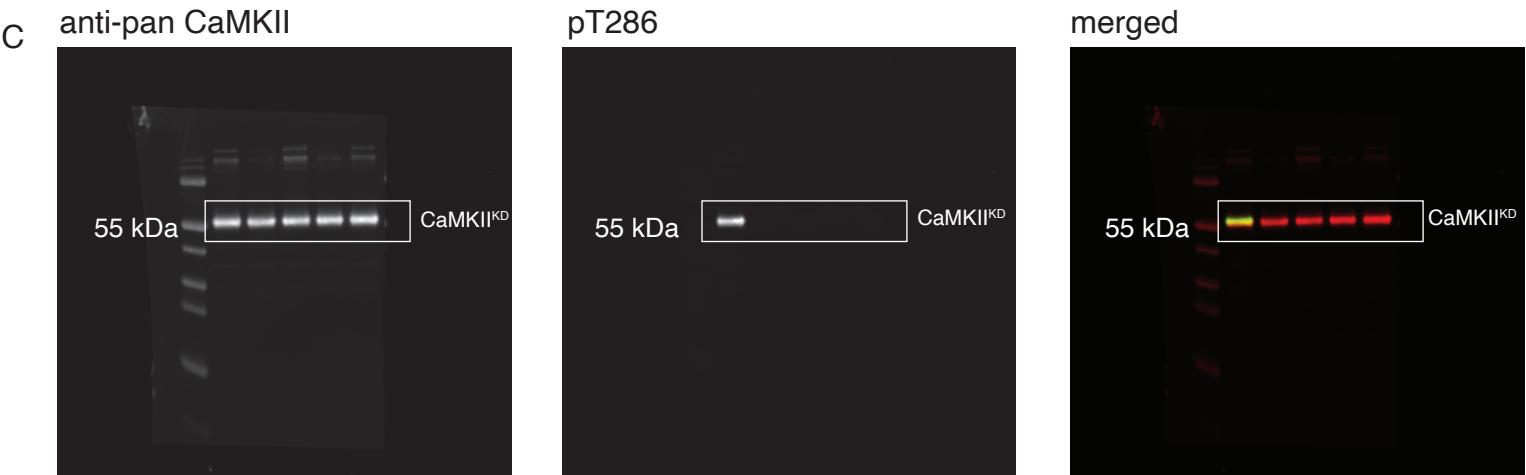 C
anti-pan CaMKII
pT286
merged
55 kDa
CaMKIIᴷᴰ
55 kDa
CaMKIIᴷᴰ
55 kDa
CaMKIIᴷᴰ